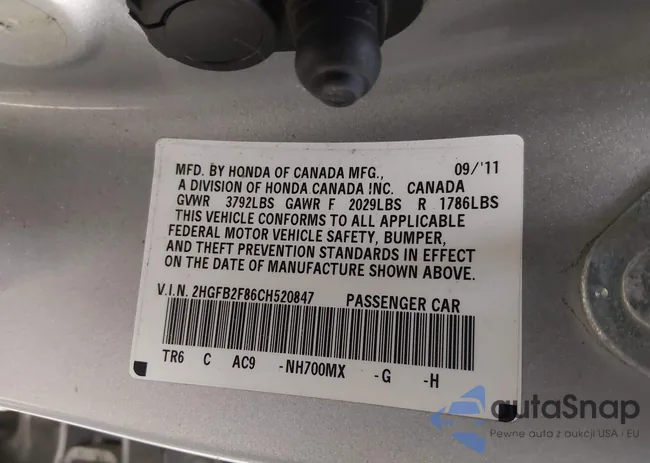 MFD. BY HONDA OF CANADA MFG., 09/'11
A DIVISION OF HONDA CANADA INC. CANADA
GVWR 3792LBS GAWR F 2029LBS R 1786LBS
THIS VEHICLE CONFORMS TO ALL APPLICABLE
FEDERAL MOTOR VEHICLE SAFETY, BUMPER,
AND THEFT PREVENTION STANDARDS IN EFFECT
ON THE DATE OF MANUFACTURE SHOWN ABOVE.
V.I.N. 2HGFB2F86CH520847 PASSENGER CAR
TR6 C AC9 -NH700MX -G -H
autaSnap
Pewne auta z aukcji USA i EU